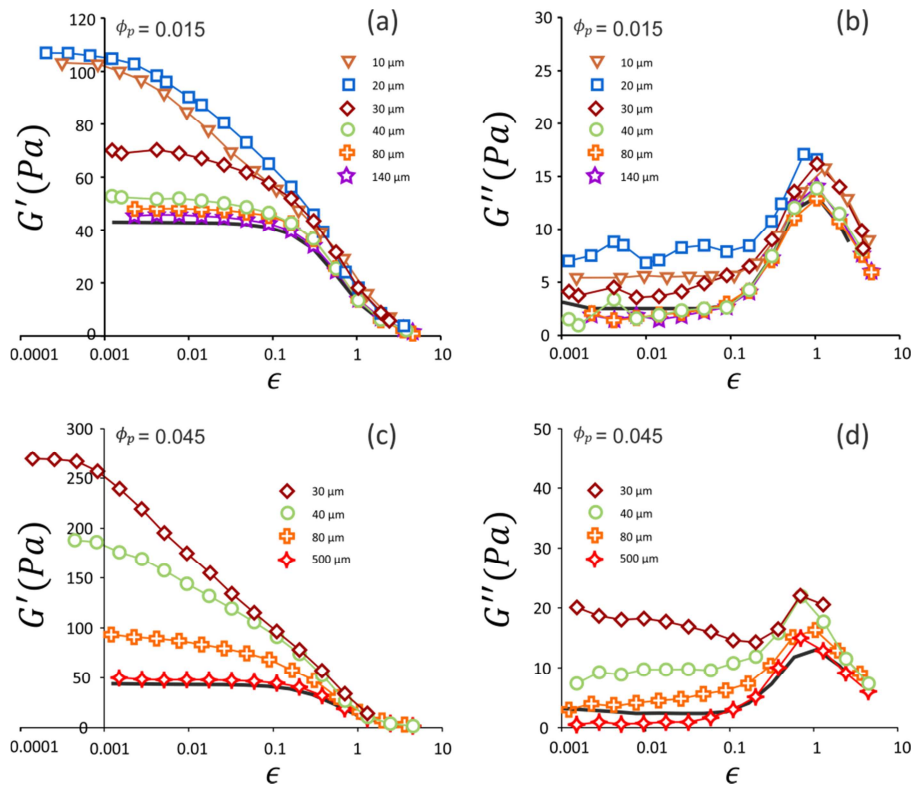 ϕp = 0.015
(a)
120
100
80
60
40
20
0
G′(Pa)
10 μm
20 μm
30 μm
40 μm
80 μm
140 μm
0.0001
0.001
0.01
0.1
1
10
ϵ
ϕp = 0.015
(b)
30
25
20
15
10
5
0
G′′(Pa)
10 μm
20 μm
30 μm
40 μm
80 μm
140 μm
0.001
0.01
0.1
1
10
ϵ
ϕp = 0.045
(c)
300
250
200
150
100
50
0
G′(Pa)
30 μm
40 μm
80 μm
500 μm
0.0001
0.001
0.01
0.1
1
10
ϵ
ϕp = 0.045
(d)
50
40
30
20
10
0
G′′(Pa)
30 μm
40 μm
80 μm
500 μm
0.001
0.01
0.1
1
10
ϵ